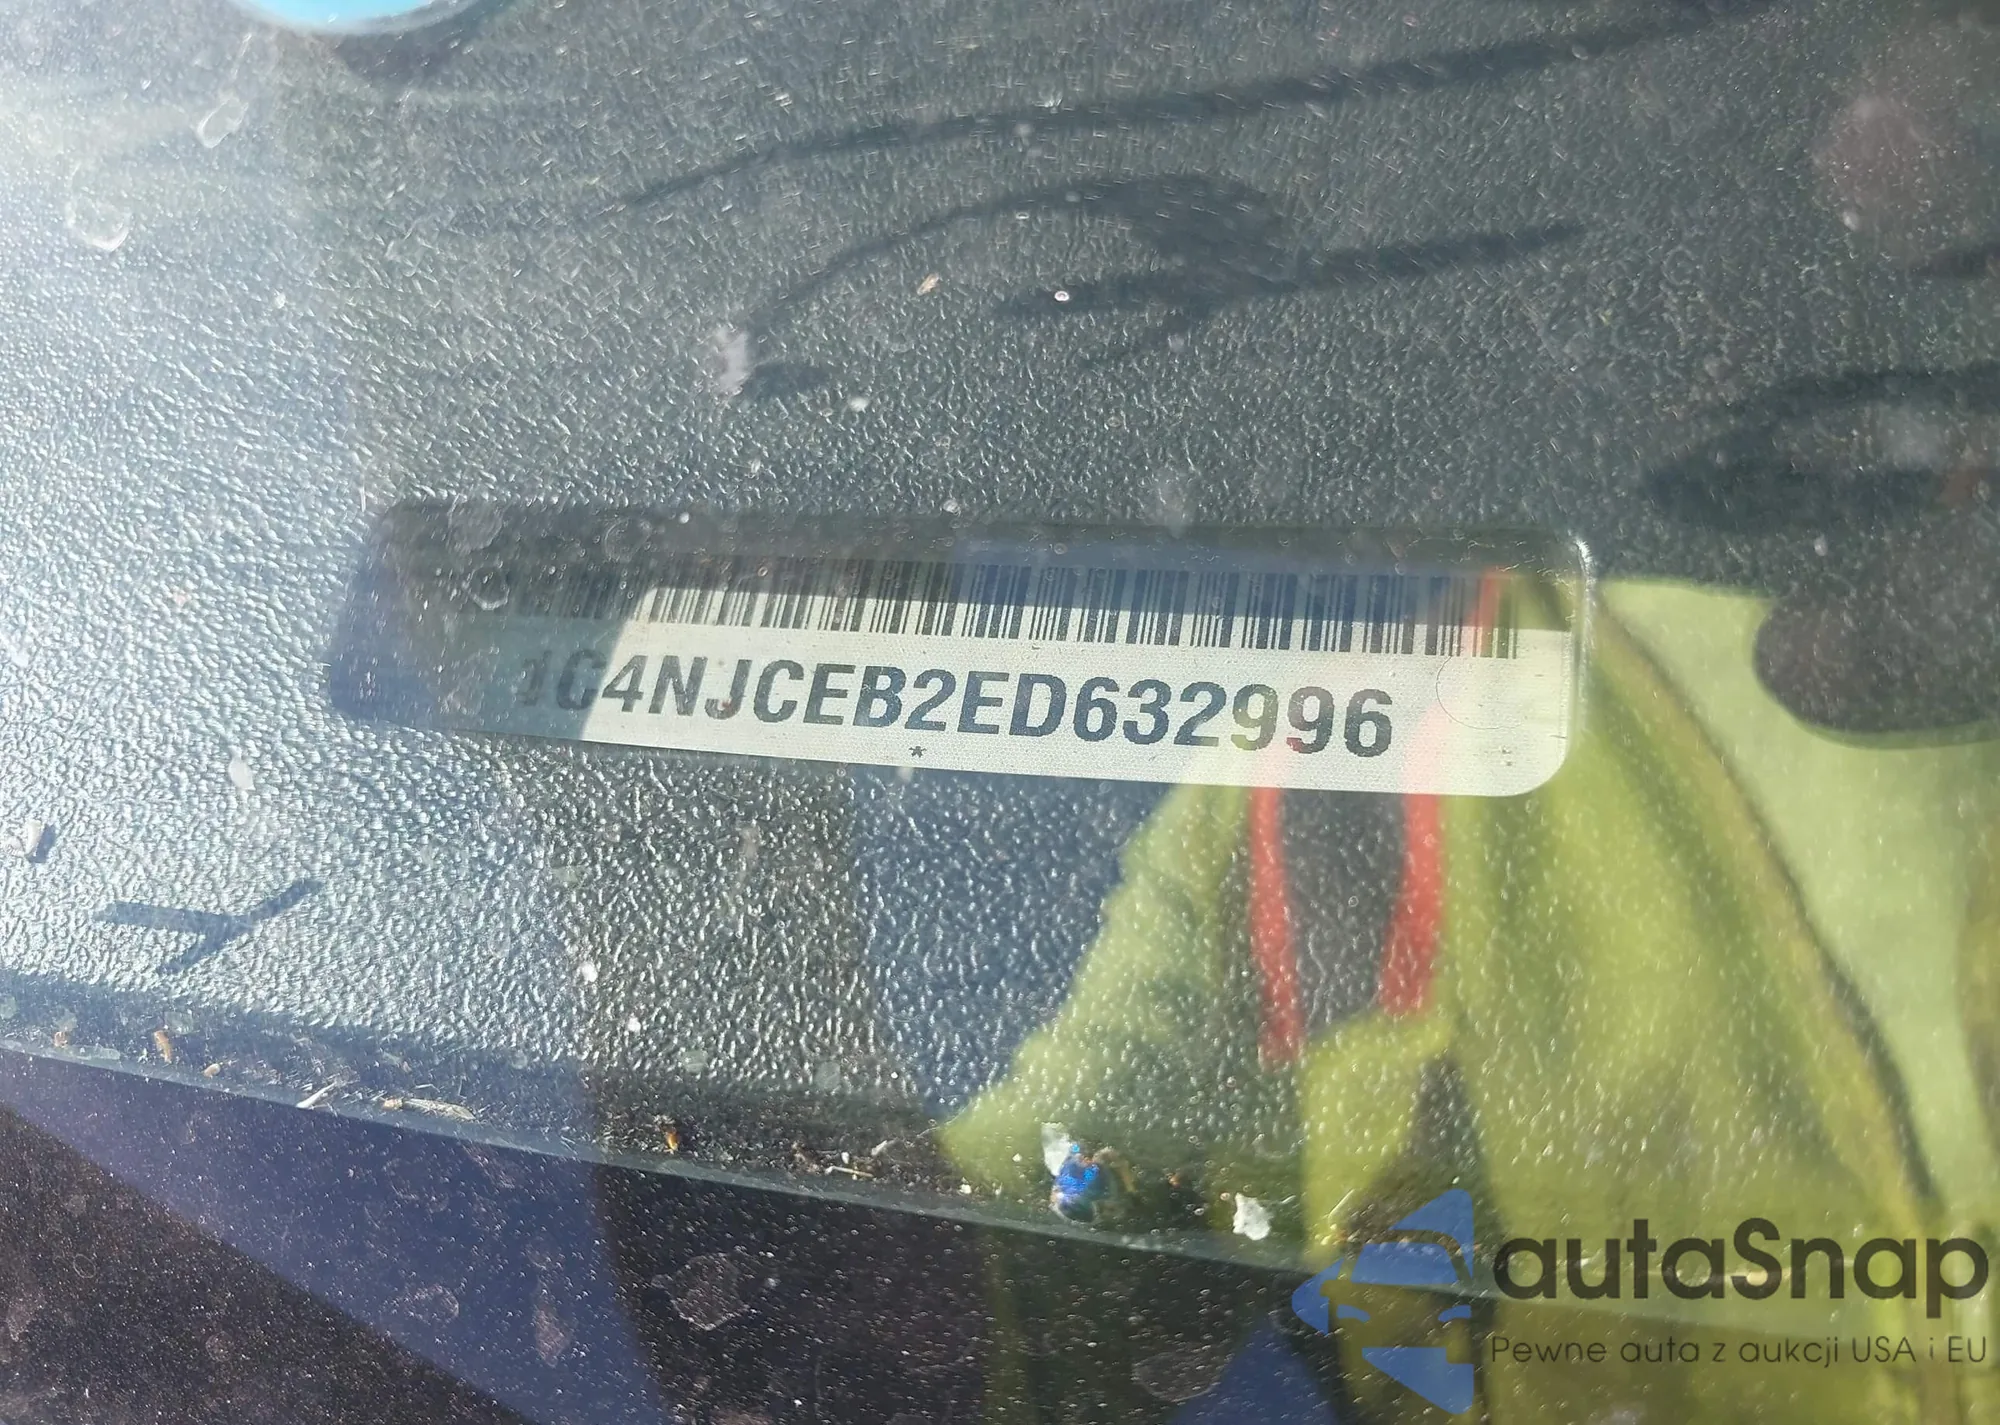 1C4NJCEB2ED632996
*
autaSnap
Pewne auta z aukcji USA i EU